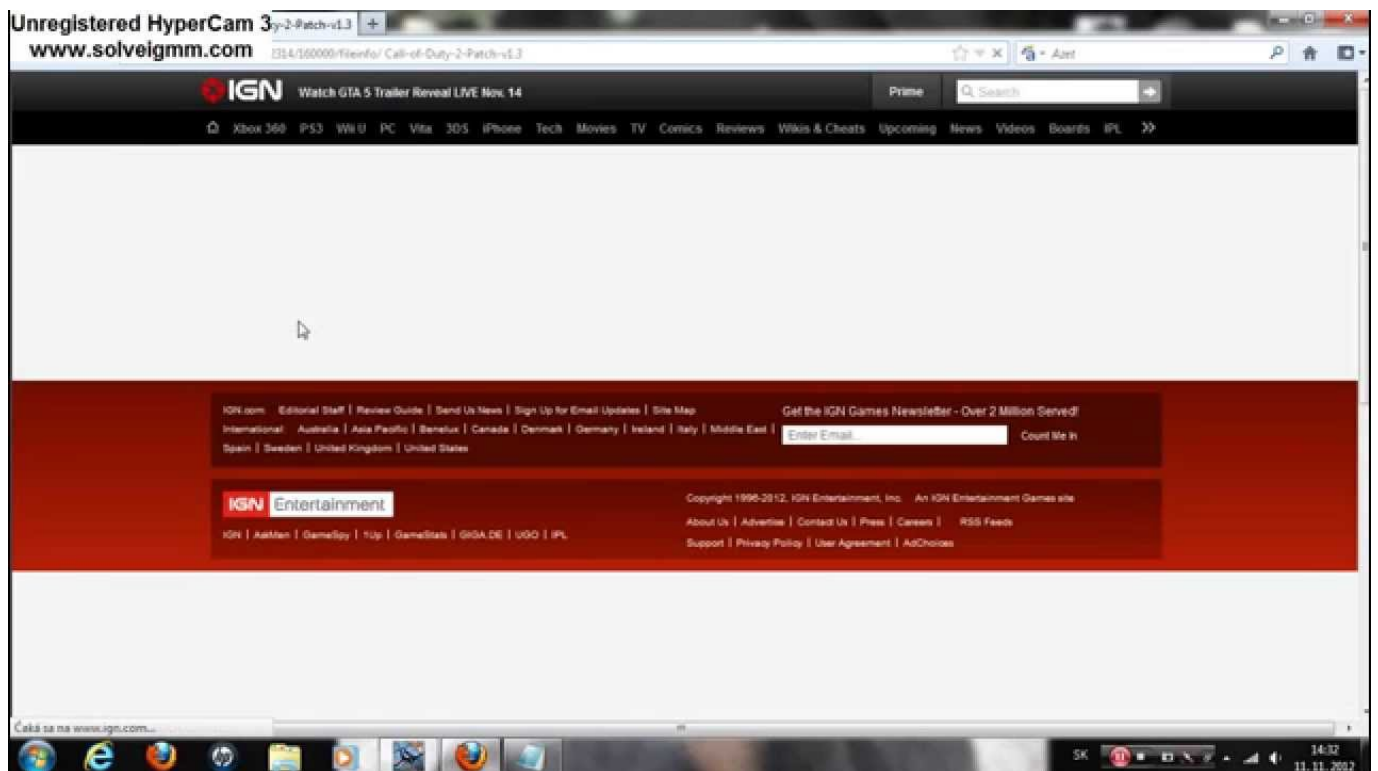 Unregistered HyperCam 3
www.solveigmm.com
y-2-Patch-v1.3
2314/160000/fileinfo/ Call-of-Duty-2-Patch-v1.3
Azet
IGN Watch GTA 5 Trailer Reveal LIVE Nov. 14 Prime Search
Xbox 360 PS3 Wii U PC Vita 3DS iPhone Tech Movies TV Comics Reviews Wikis & Cheats Upcoming News Videos Boards IPL
IGN.com Editorial Staff | Review Guide | Send Us News | Sign Up for Email Updates | Site Map
International: Australia | Asia Pacific | Benelux | Canada | Denmark | Germany | Ireland | Italy | Middle East |
Spain | Sweden | United Kingdom | United States
Get the IGN Games Newsletter - Over 2 Million Served!
Enter Email... Count Me In
IGN Entertainment
IGN | AskMen | GameSpy | 1Up | GameStats | GIGA.DE | UGO | IPL
Copyright 1996-2012, IGN Entertainment, Inc. An IGN Entertainment Games site
About Us | Advertise | Contact Us | Press | Careers | RSS Feeds
Support | Privacy Policy | User Agreement | AdChoices
Čaká sa na www.ign.com...
SK
14:32
11. 11. 2012